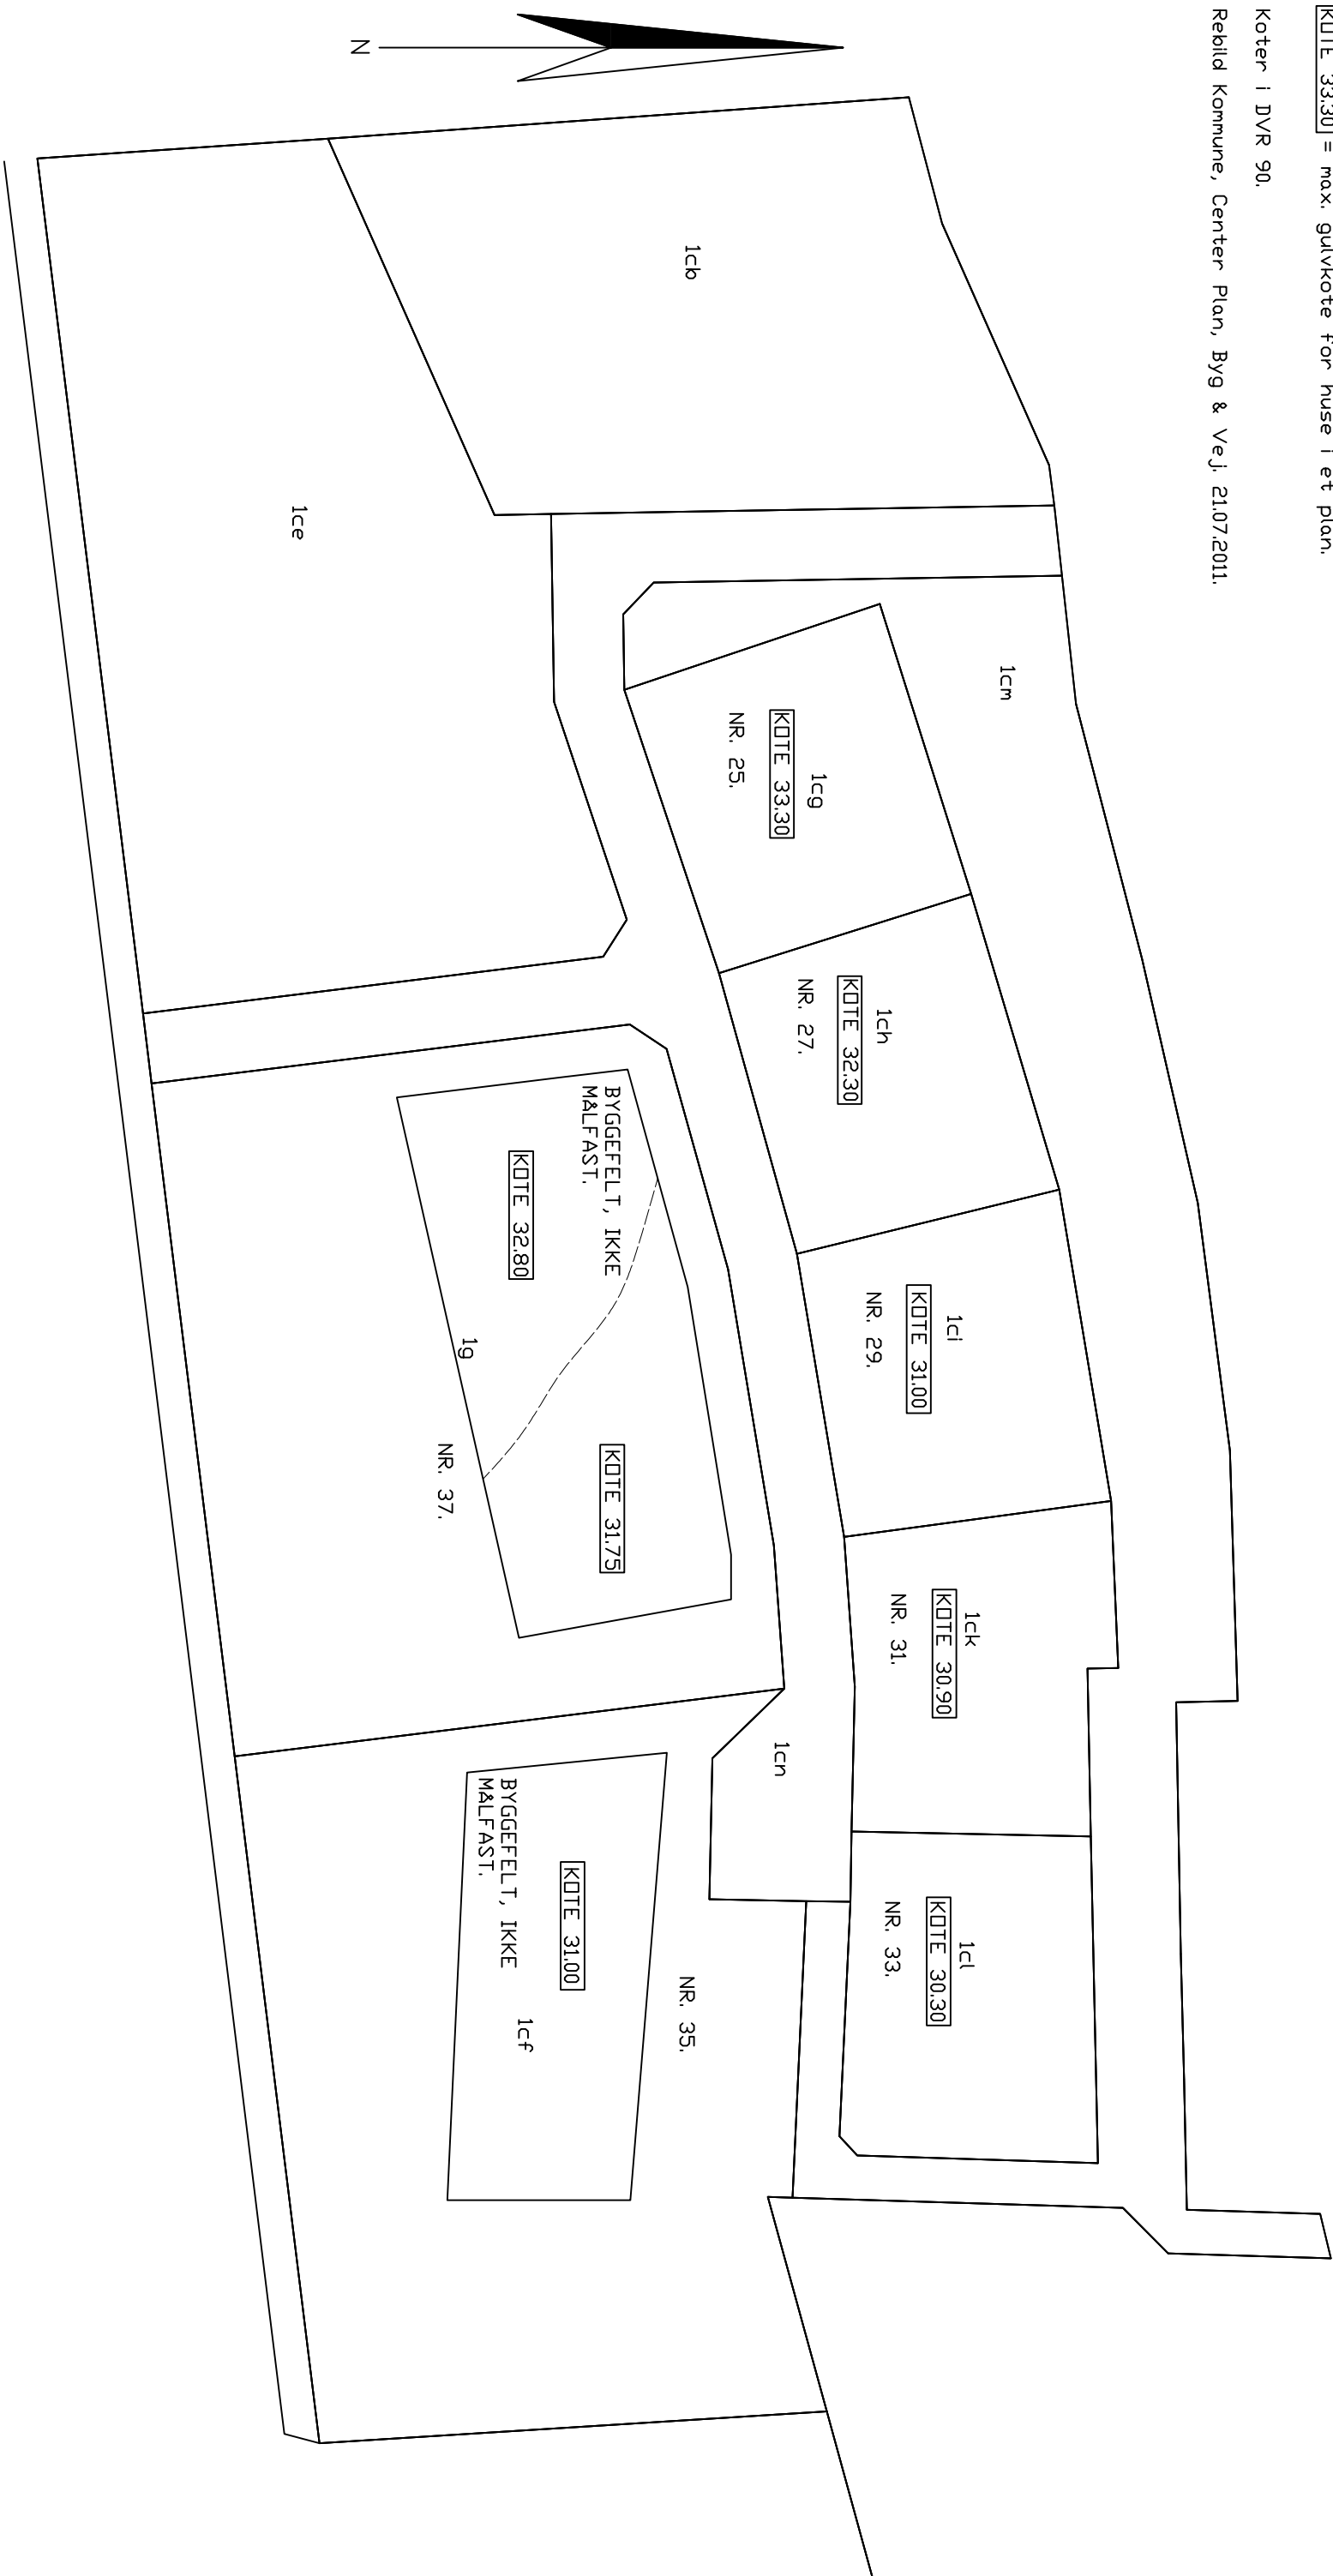 KOTE 33.30 = max. gulvkote for huse i et plan.
Koter i DVR 90.
Rebild Kommune, Center Plan, Byg & Vej. 21.07.2011.
N
1cb
1ce
1cm
1cg
KOTE 33.30
NR. 25.
1ch
KOTE 32.30
NR. 27.
1ci
KOTE 31.00
NR. 29.
1ck
KOTE 30.90
NR. 31.
1cl
KOTE 30.30
NR. 33.
1cn
BYGGEFELT, IKKE
MÅLFAST.
KOTE 32.80
KOTE 31.75
1g
NR. 37.
NR. 35.
KOTE 31.00
BYGGEFELT, IKKE
MÅLFAST.
1cf